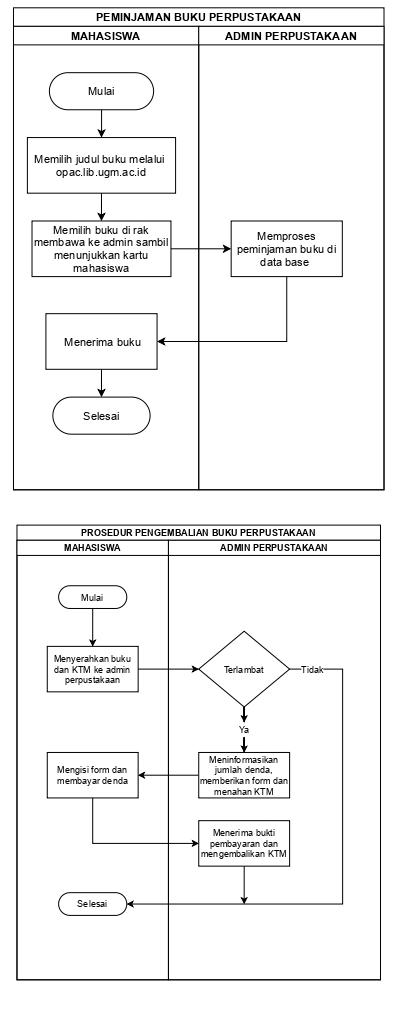 PEMINJAMAN BUKU PERPUSTAKAAN
MAHASISWA
ADMIN PERPUSTAKAAN
Mulai
Memilih judul buku melalui
opac.lib.ugm.ac.id
Memilih buku di rak
membawa ke admin sambil
menunjukkan kartu
mahasiswa
Memproses
peminjaman buku di
data base
Menerima buku
Selesai
PROSEDUR PENGEMBALIAN BUKU PERPUSTAKAAN
MAHASISWA
ADMIN PERPUSTAKAAN
Mulai
Menyerahkan buku
dan KTM ke admin
perpustakaan
Terlambat
Tidak
Ya
Meninformasikan
jumlah denda,
memberikan form dan
menahan KTM
Mengisi form dan
membayar denda
Menerima bukti
pembayaran dan
mengembalikan KTM
Selesai